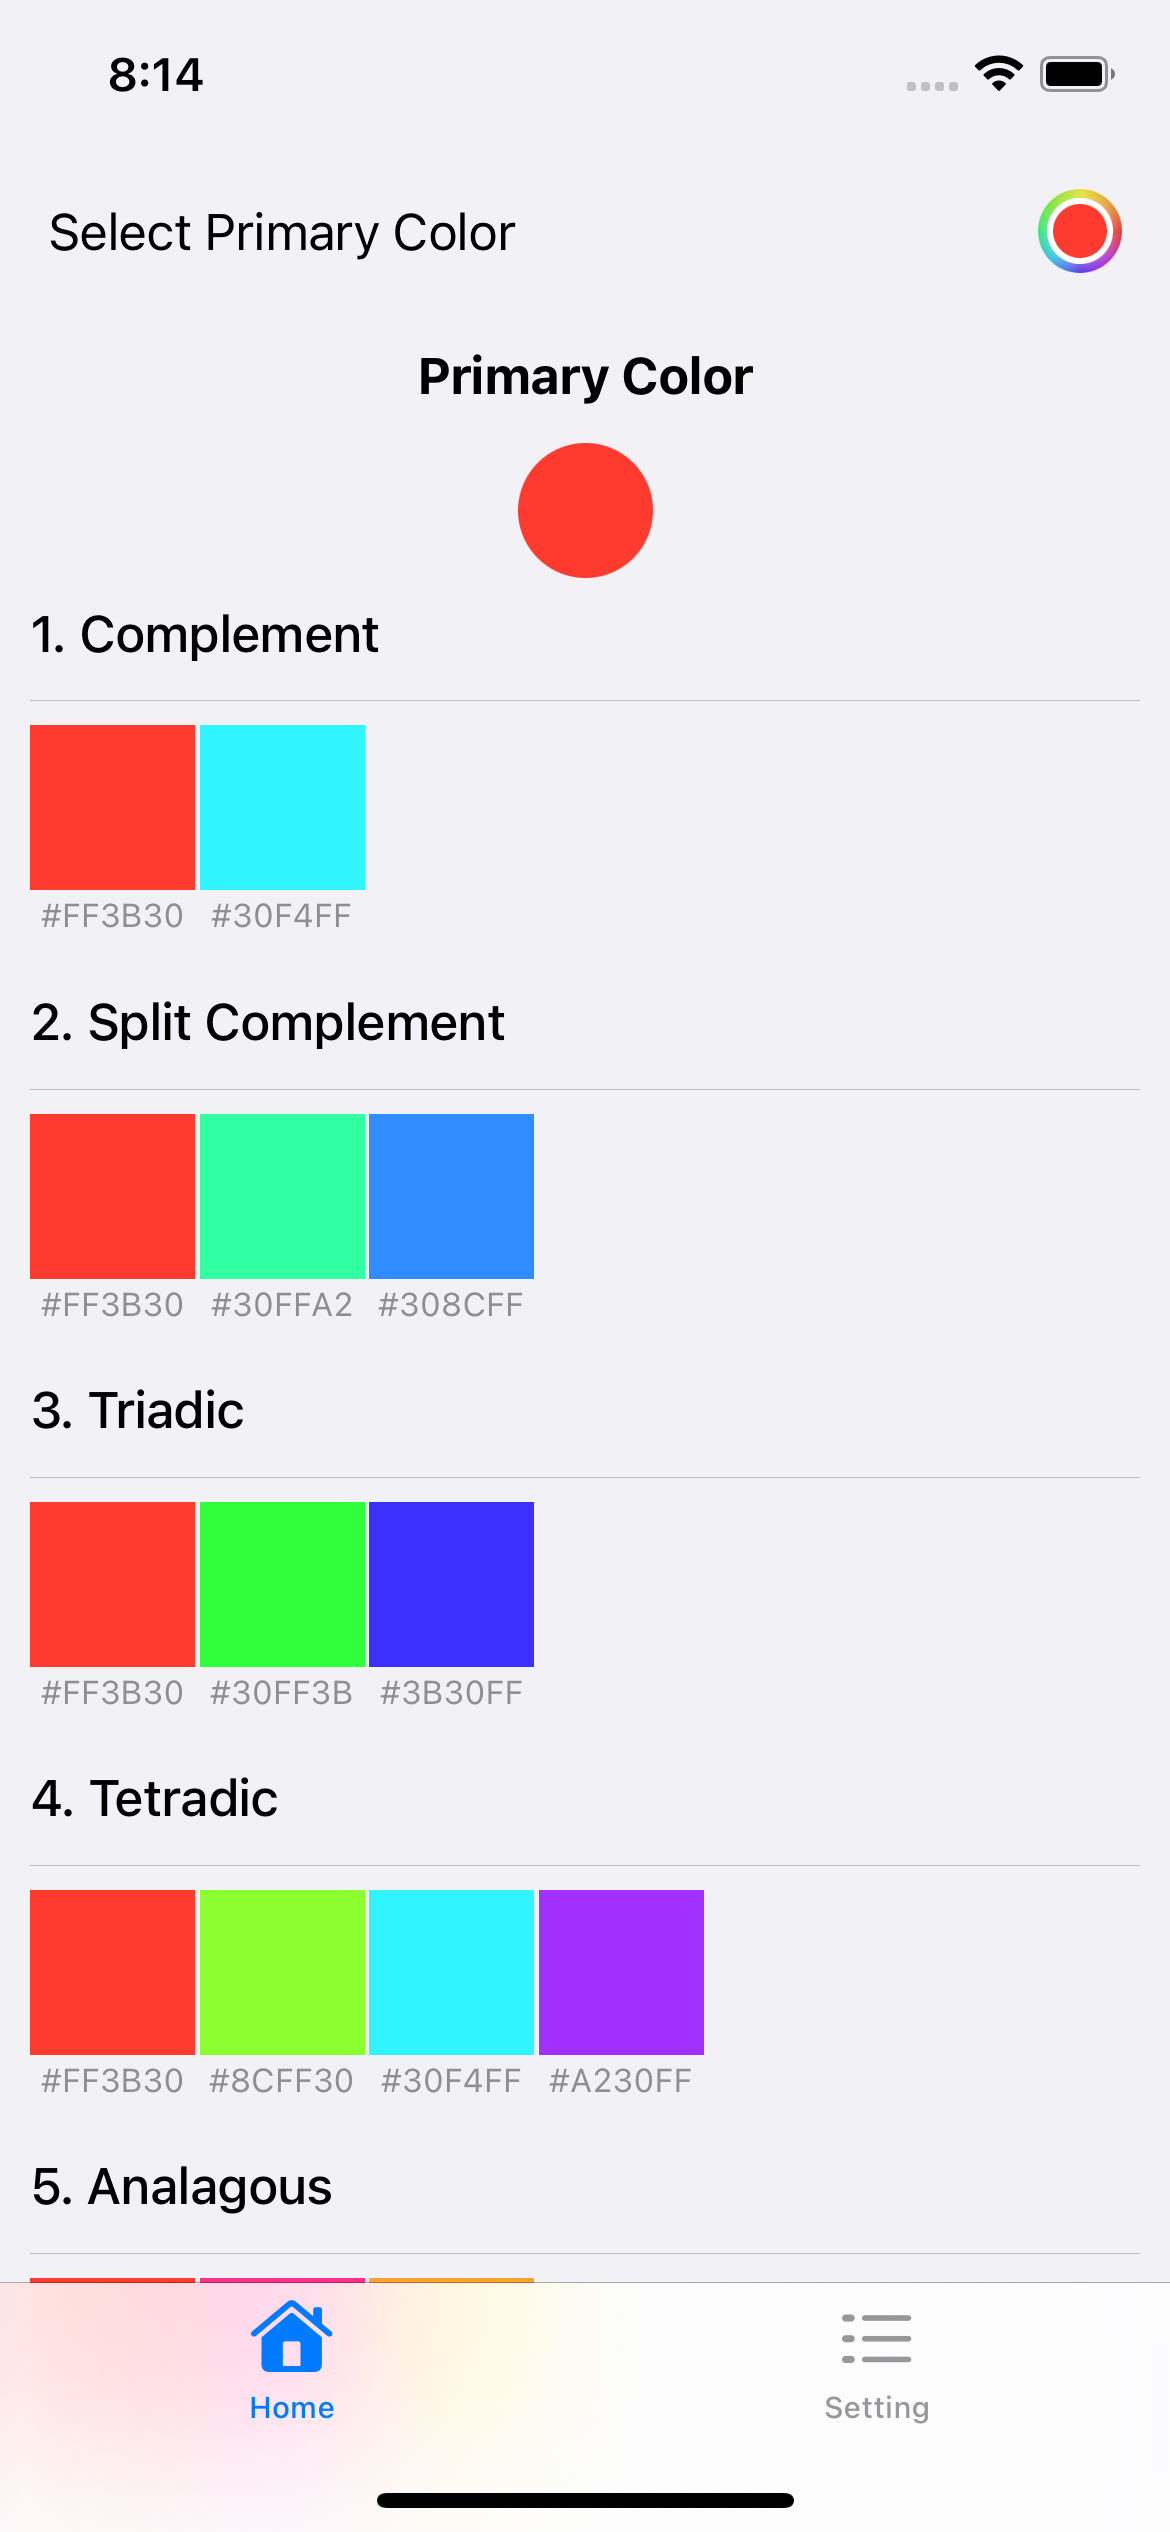 8:14
Select Primary Color
Primary Color
1. Complement
#FF3B30 #30F4FF
2. Split Complement
#FF3B30 #30FFA2 #308CFF
3. Triadic
#FF3B30 #30FF3B #3B30FF
4. Tetradic
#FF3B30 #8CFF30 #30F4FF #A230FF
5. Analagous
Home Setting